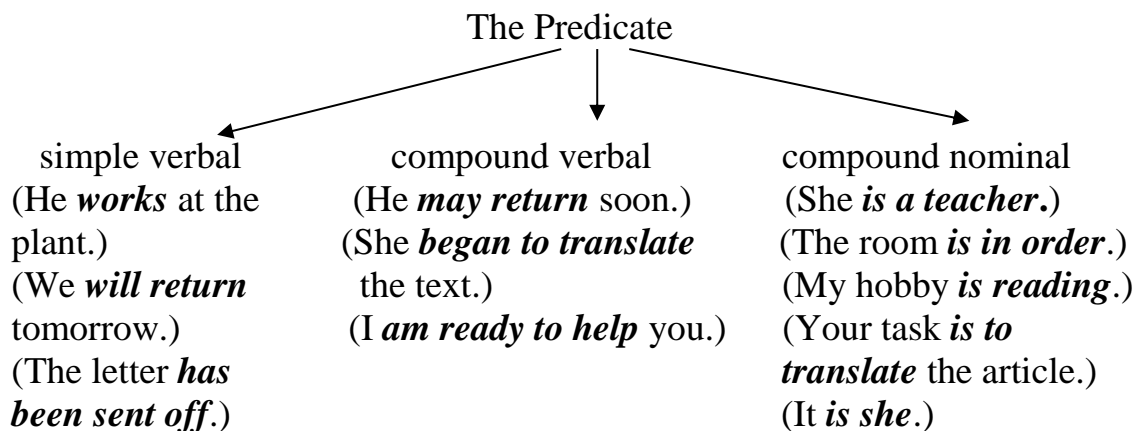 The Predicate
simple verbal
(He works at the
plant.)
(We will return
tomorrow.)
(The letter has
been sent off.)
compound verbal
(He may return soon.)
(She began to translate
the text.)
(I am ready to help you.)
compound nominal
(She is a teacher.)
(The room is in order.)
(My hobby is reading.)
(Your task is to
translate the article.)
(It is she.)